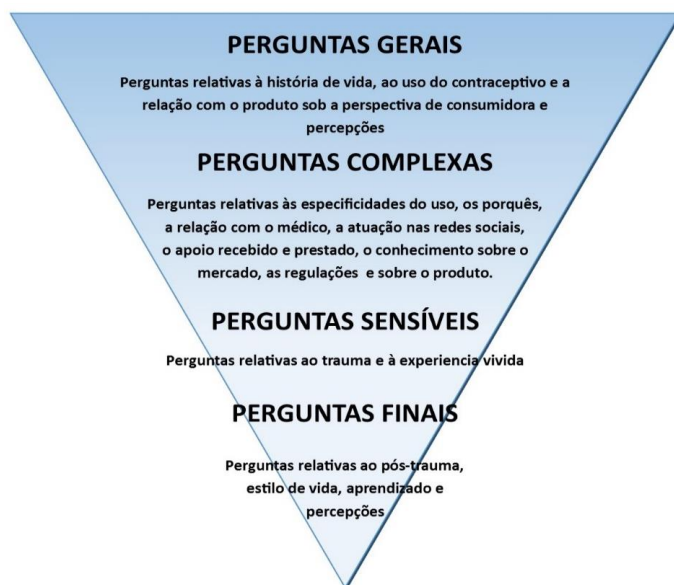 PERGUNTAS GERAIS
Perguntas relativas à história de vida, ao uso do contraceptivo e a
relação com o produto sob a perspectiva de consumidora e
percepções
PERGUNTAS COMPLEXAS
Perguntas relativas às especificidades do uso, os porquês,
a relação com o médico, a atuação nas redes sociais,
o apoio recebido e prestado, o conhecimento sobre o
mercado, as regulações e sobre o produto.
PERGUNTAS SENSÍVEIS
Perguntas relativas ao trauma e à experiencia vivida
PERGUNTAS FINAIS
Perguntas relativas ao pós-trauma,
estilo de vida, aprendizado e
percepções